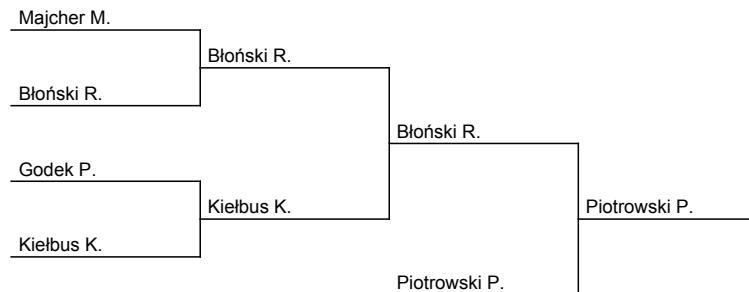 Majcher M.
Błoński R.
Błoński R.
Błoński R.
Godek P.
Kiełbus K.
Piotrowski P.
Kiełbus K.
Piotrowski P.